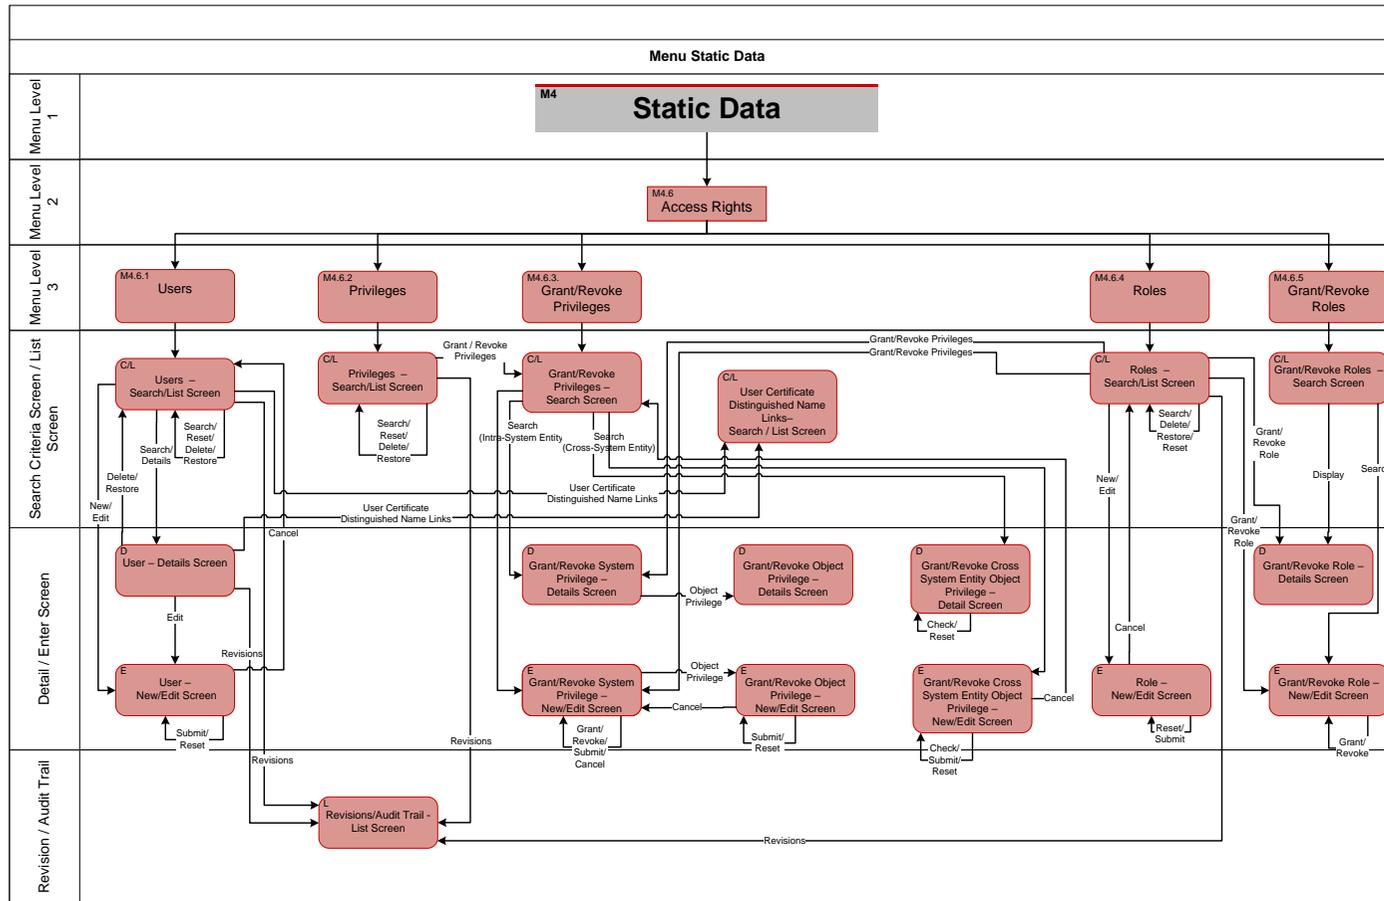 Menu Static Data
Menu Level
1
M4
Static Data
Menu Level
2
M4.6
Access Rights
Menu Level
3
M4.6.1
Users
M4.6.2
Privileges
M4.6.3.
Grant/Revoke
Privileges
M4.6.4
Roles
M4.6.5
Grant/Revoke
Roles
Search Criteria Screen / List
Screen
C/L
Users –
Search/List Screen
C/L
Privileges –
Search/List Screen
Grant / Revoke
Privileges
C/L
Grant/Revoke
Privileges –
Search Screen
C/L
User Certificate
Distinguished Name
Links–
Search / List Screen
Grant/Revoke Privileges
Grant/Revoke Privileges
C/L
Roles –
Search/List Screen
C/L
Grant/Revoke Roles –
Search Screen
Search/
Details
Search/
Reset/
Delete/
Restore
Search/
Reset/
Delete/
Restore
Search
(Intra-System Entity
Search
(Cross-System Entity)
Search/
Delete/
Restore/
Reset
Grant/
Revoke
Role
Delete/
Restore
New/
Edit
New/
Edit
Display
User Certificate
Distinguished Name Links
User Certificate
Distinguished Name Links
Cancel
Grant/
Revoke
Role
Detail / Enter Screen
D
User – Details Screen
D
Grant/Revoke System
Privilege –
Details Screen
Object
Privilege
D
Grant/Revoke Object
Privilege –
Details Screen
D
Grant/Revoke Cross
System Entity Object
Privilege –
Detail Screen
Check/
Reset
D
Grant/Revoke Role –
Details Screen
Edit
Revisions
Cancel
E
User –
New/Edit Screen
Submit/
Reset
E
Grant/Revoke System
Privilege –
New/Edit Screen
Object
Privilege
Cancel
Grant/
Revoke/
Submit/
Cancel
E
Grant/Revoke Object
Privilege –
New/Edit Screen
Submit/
Reset
E
Grant/Revoke Cross
System Entity Object
Privilege –
New/Edit Screen
Cancel
Check/
Submit/
Reset
E
Role –
New/Edit Screen
Reset/
Submit
E
Grant/Revoke Role –
New/Edit Screen
Grant/
Revoke
Revisions
Revisions
Revision / Audit Trail
L
Revisions/Audit Trail -
List Screen
Revisions